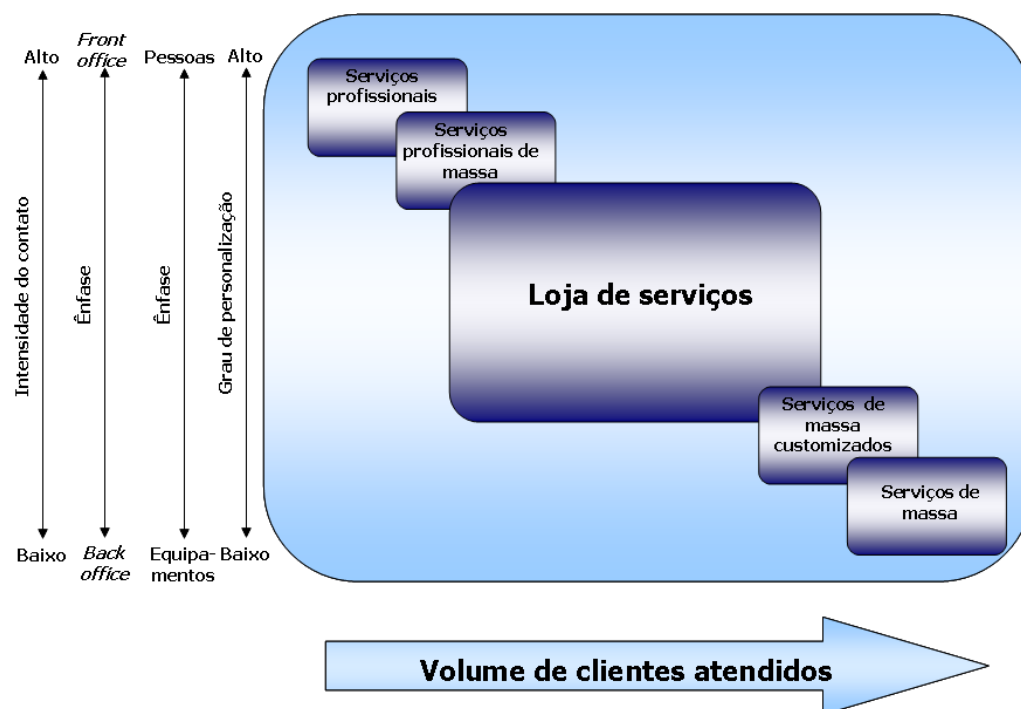 Alto
Front
office
Pessoas
Alto
Intensidade do contato
Ênfase
Ênfase
Grau de personalização
Baixo
Back
office
Equipa-
mentos
Baixo
Serviços
profissionais
Serviços
profissionais de
massa
Loja de serviços
Serviços de
massa
customizados
Serviços de
massa
Volume de clientes atendidos